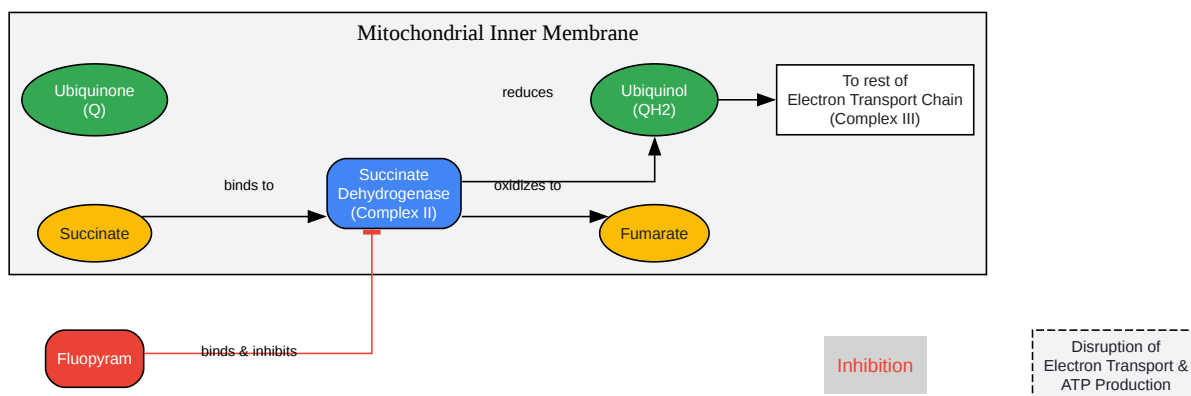 Mitochondrial Inner Membrane
Ubiquinone
(Q)
reduces
Ubiquinol
(QH2)
To rest of
Electron Transport Chain
(Complex III)
binds to
Succinate
Dehydrogenase
(Complex II)
oxidizes to
Succinate
Fumarate
Fluopyram
binds & inhibits
Inhibition
Disruption of
Electron Transport &
ATP Production